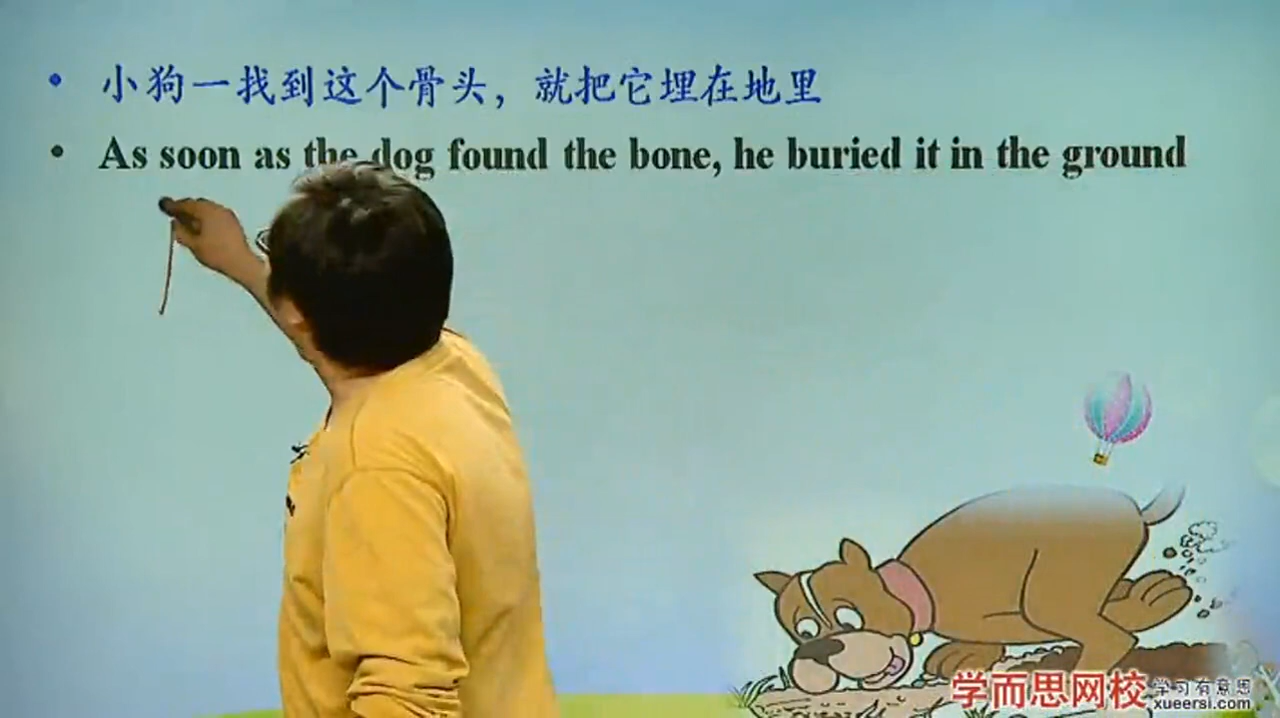 小狗一找到这个骨头，就把它埋在地里
As soon as the dog found the bone, he buried it in the ground
学而思网校 学习有意思
xueersi.com